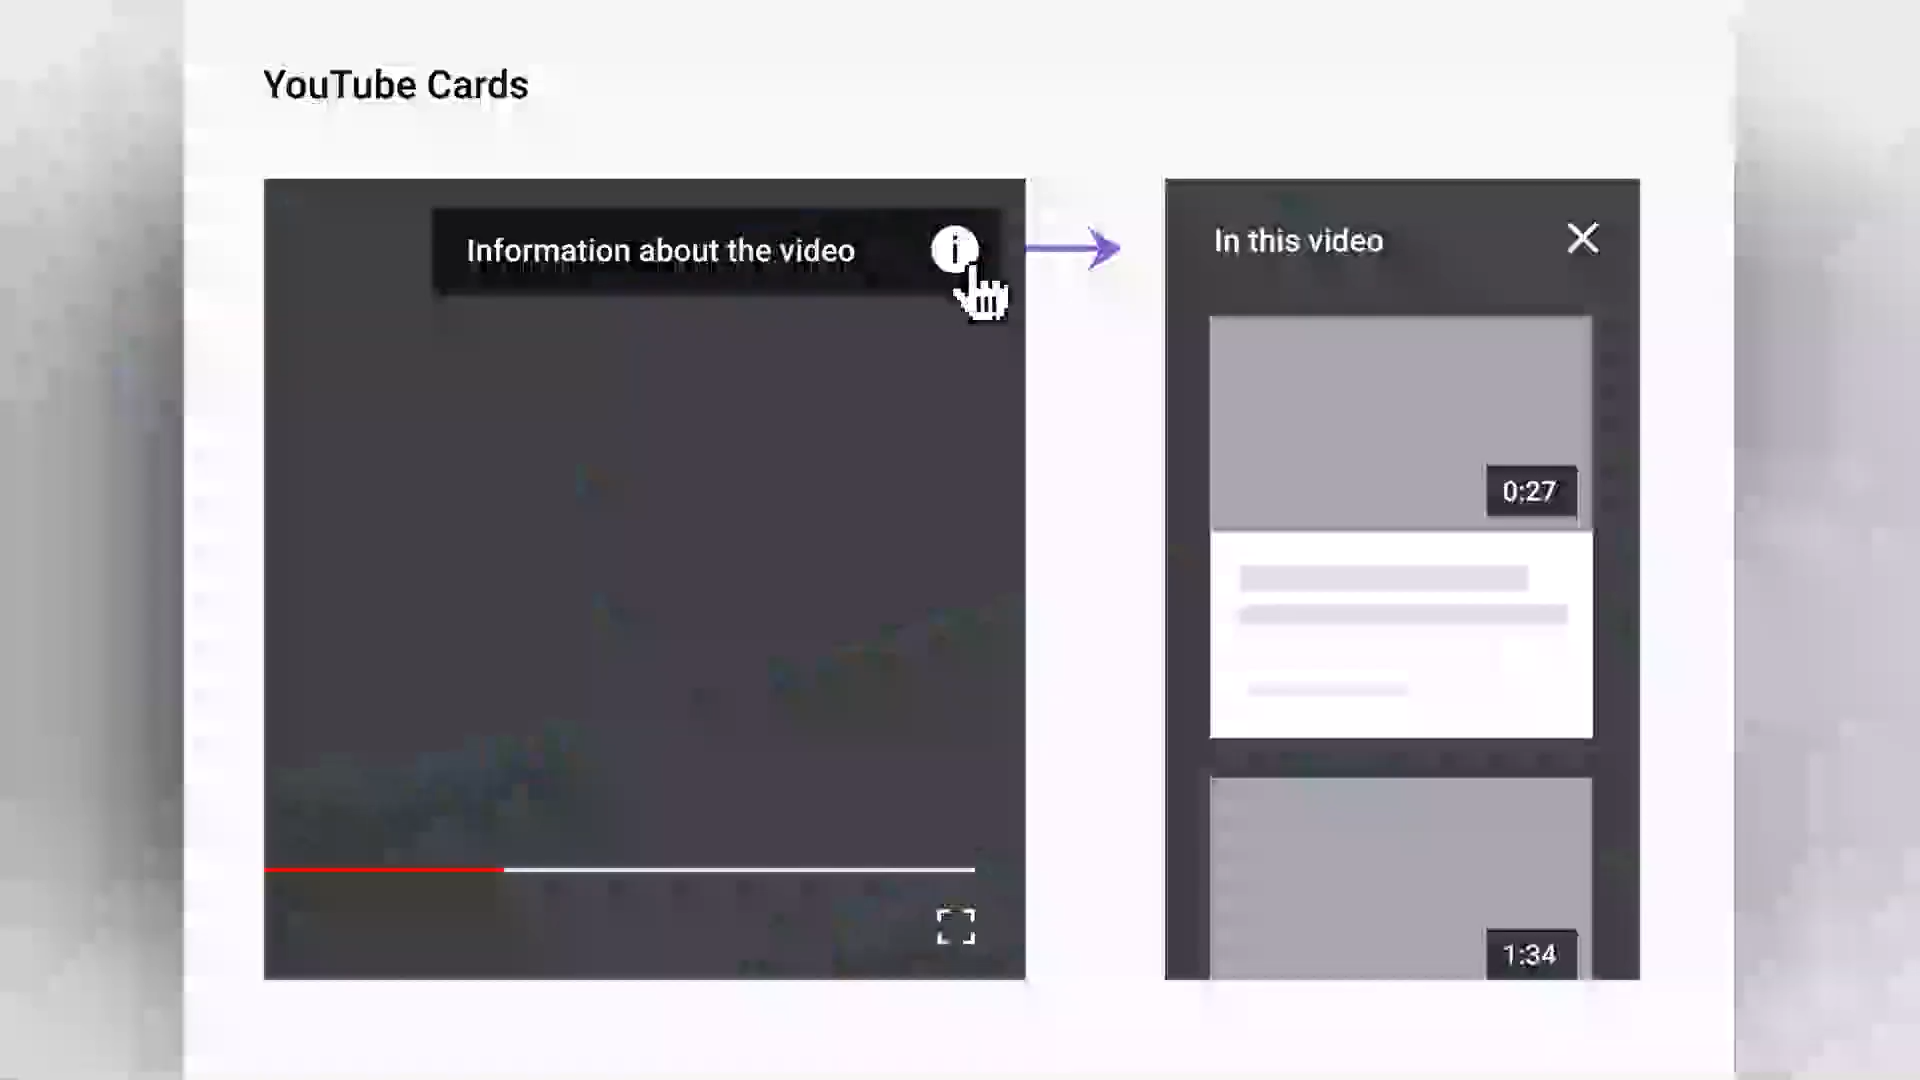 YouTube Cards
Information about the video
In this video
0:27
1:34